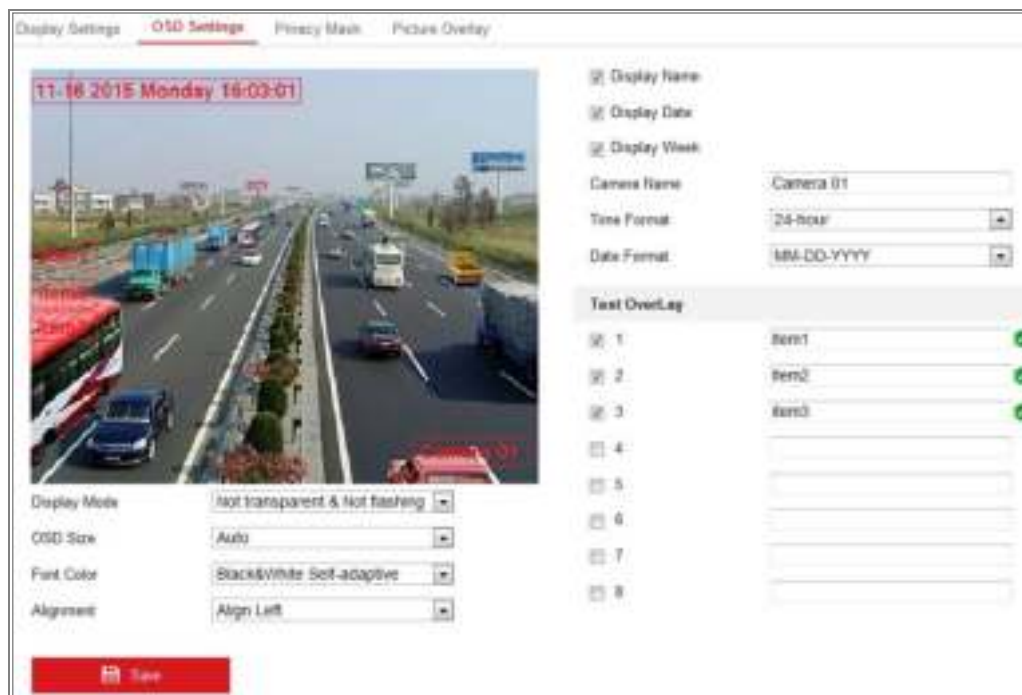 Display Settings
OSD Settings
Privacy Mask
Picture Overlay
11-16 2015 Monday 16:03:01
Camera 01
Display Mode
Not transparent & Not flashing
OSD Size
Auto
Font Color
Black&White Self-adaptive
Alignment
Align Left
Save
Display Name
Display Date
Display Week
Camera Name
Camera 01
Time Format
24-hour
Date Format
MM-DD-YYYY
Text OverLay
1
item1
2
item2
3
item3
4
5
6
7
8